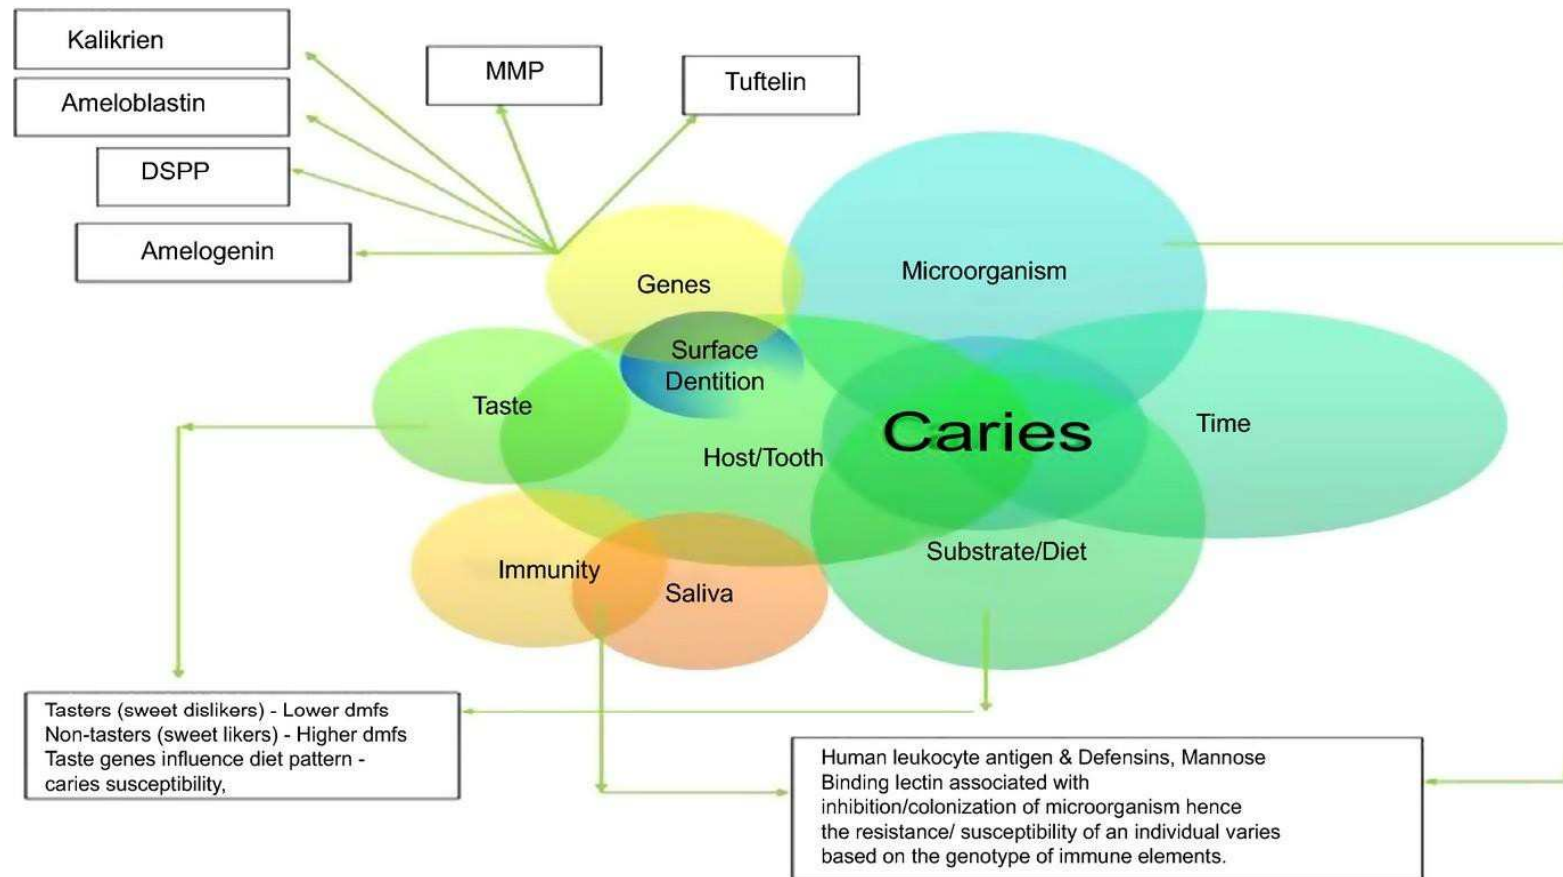 Kalikrien
Ameloblastin
DSPP
Amelogenin
MMP
Tuftelin
Genes
Microorganism
Surface
Dentition
Taste
Host/Tooth
Caries
Time
Immunity
Saliva
Substrate/Diet
Tasters (sweet dislikers) - Lower dmfs
Non-tasters (sweet likers) - Higher dmfs
Taste genes influence diet pattern -
caries susceptibility,
Human leukocyte antigen & Defensins, Mannose
Binding lectin associated with
inhibition/colonization of microorganism hence
the resistance/ susceptibility of an individual varies
based on the genotype of immune elements.